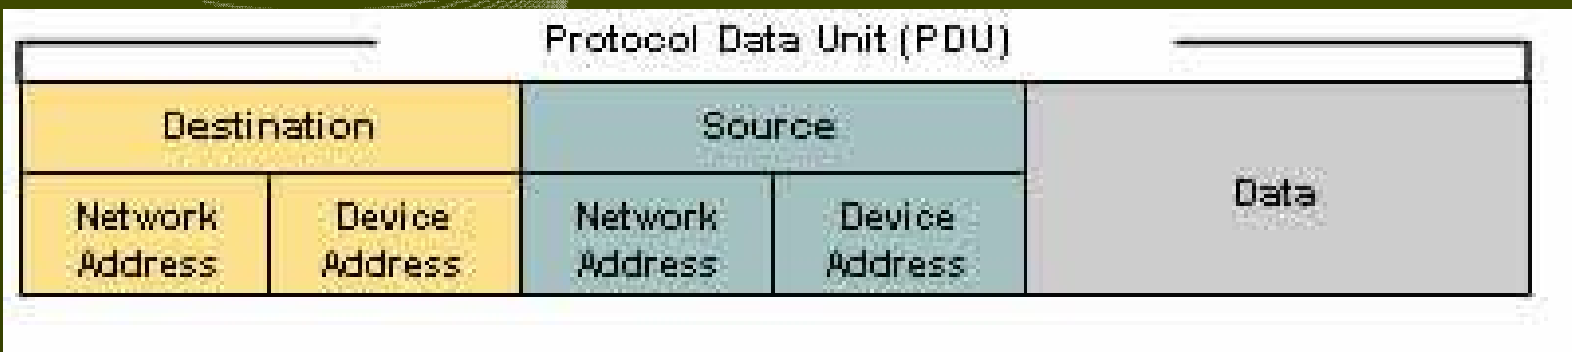 Protocol Data Unit (PDU)
Destination
Source
Data
Network
Address
Device
Address
Network
Address
Device
Address